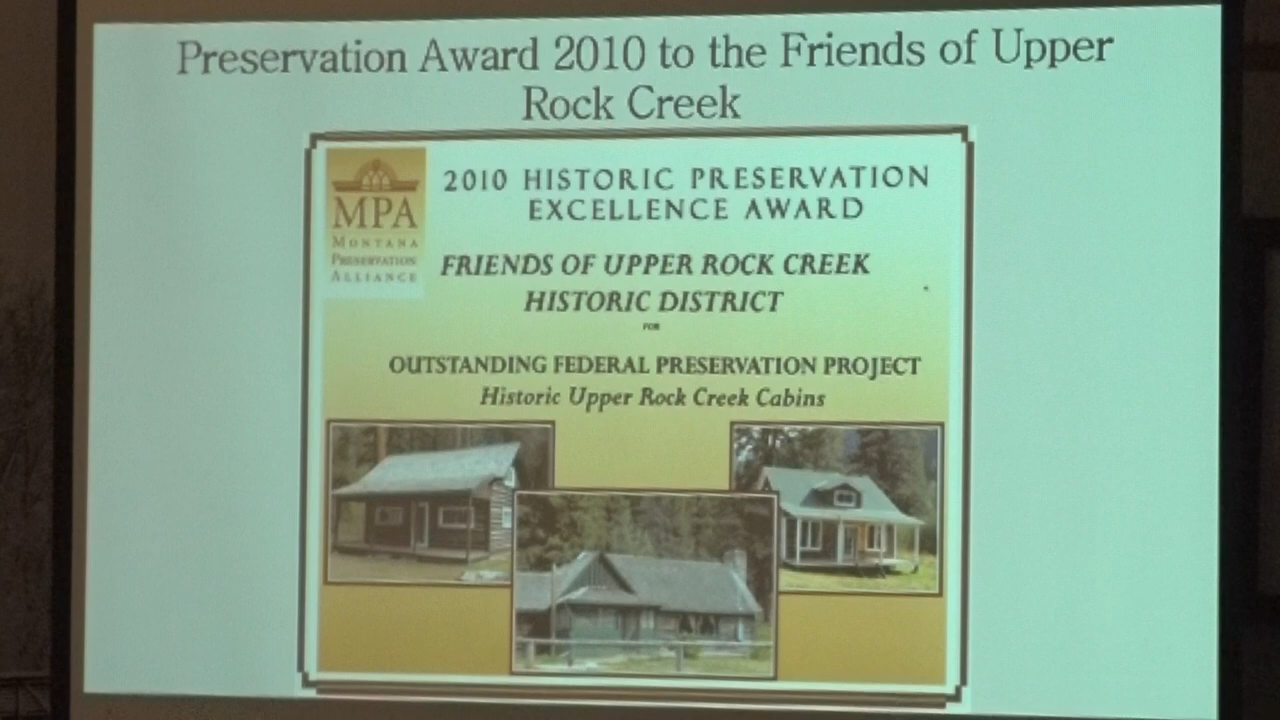 Preservation Award 2010 to the Friends of Upper
Rock Creek
MPA
MONTANA
PRESERVATION
ALLIANCE
2010 HISTORIC PRESERVATION
EXCELLENCE AWARD
FRIENDS OF UPPER ROCK CREEK
HISTORIC DISTRICT
FOR
OUTSTANDING FEDERAL PRESERVATION PROJECT
Historic Upper Rock Creek Cabins